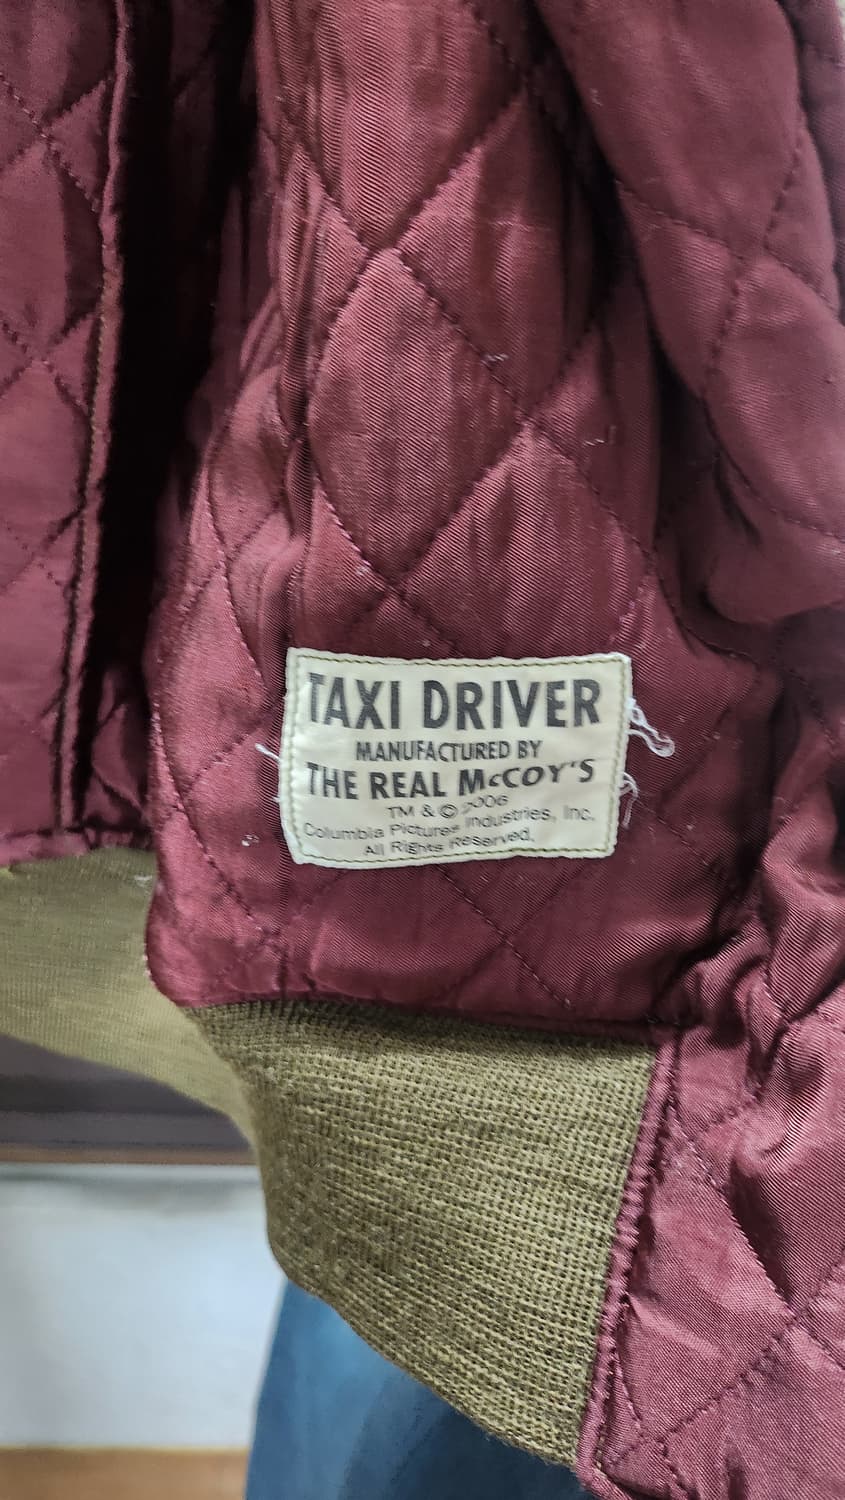 TAXI DRIVER
MANUFACTURED BY
THE REAL McCOY'S
TM & © 2006
Columbia Pictures Industries, Inc.
All Rights Reserved.